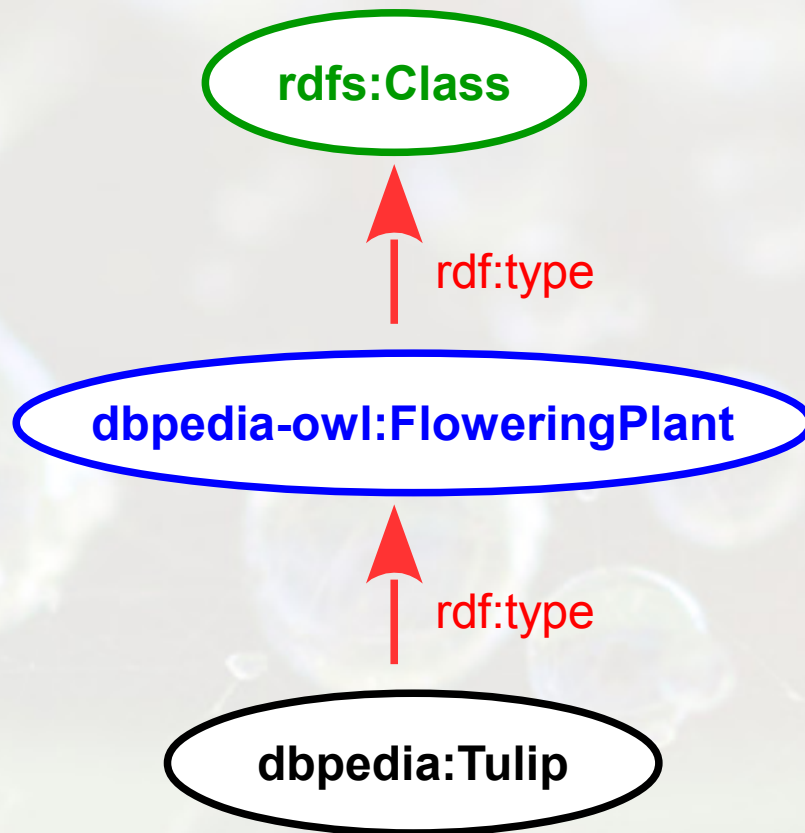 rdfs:Class
rdf:type
dbpedia-owl:FloweringPlant
rdf:type
dbpedia:Tulip